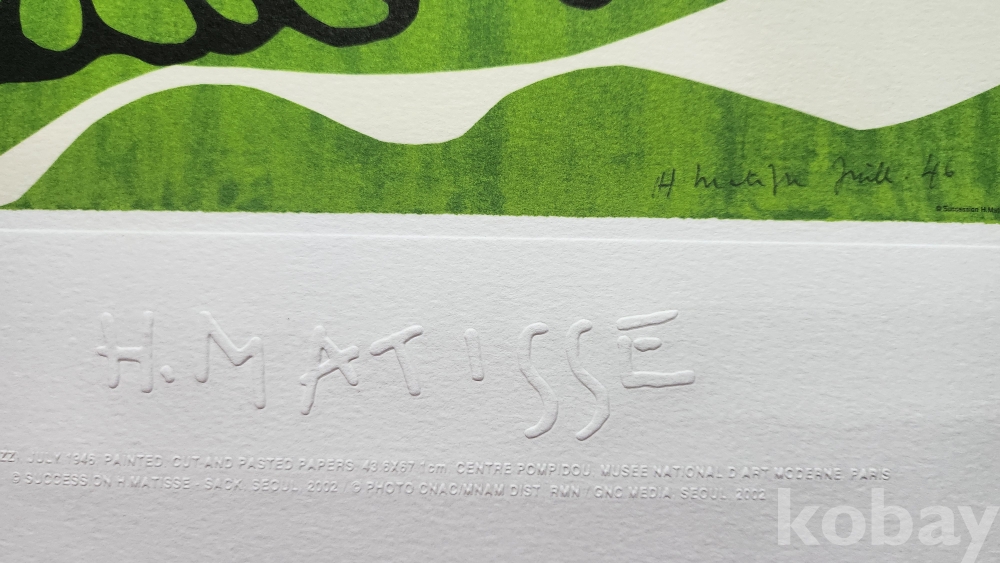 H Matisse Juill. 46
© Succession H.Mat
H. MATISSE
ZZ, JULY 1946, PAINTED, CUT AND PASTED PAPERS, 43.6X67.1cm, CENTRE POMPIDOU, MUSEE NATIONAL D'ART MODERNE, PARIS
© SUCCESSION H MATISSE - SACK, SEOUL, 2002 / © PHOTO CNAC/MNAM DIST. RMN / GNC MEDIA, SEOUL, 2002
kobay